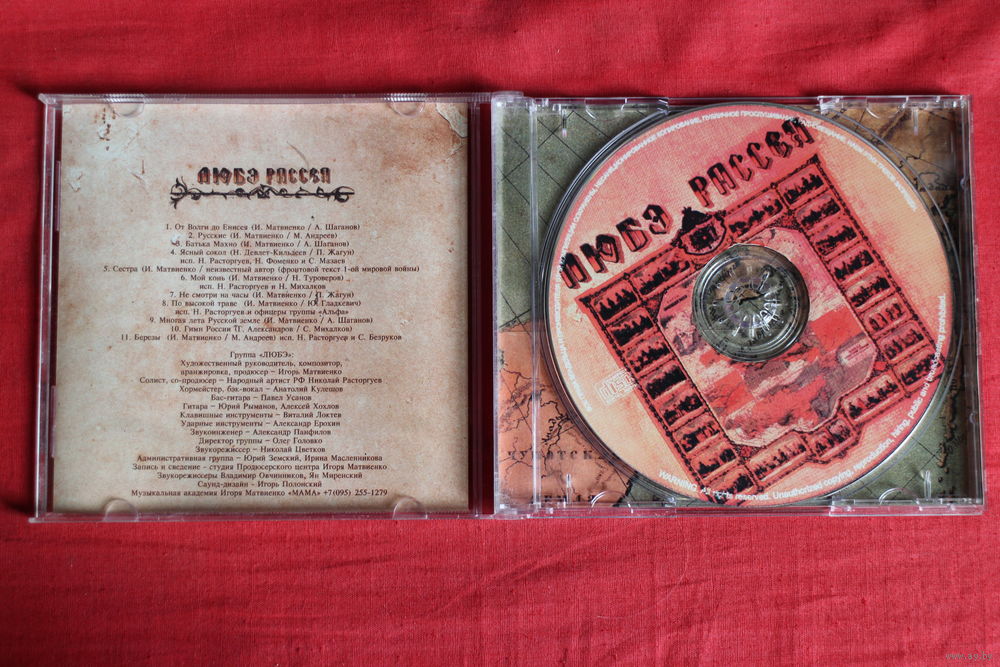 ЛЮБЭ РАССЕЯ
1. От Волги до Енисея (И. Матвиенко / А. Шаганов)
2. Русские (И. Матвиенко / М. Андреев)
3. Батька Махно (И. Матвиенко / А. Шаганов)
4. Ясный сокол (Н. Девлет-Кильдеев / П. Жагун)
исп. Н. Расторгуев, Н. Фоменко и С. Мазаев
5. Сестра (И. Матвиенко / неизвестный автор (фронтовой текст 1-ой мировой войны)
6. Мой конь (И. Матвиенко / Н. Туроверов)
исп. Н. Расторгуев и Н. Михалков
7. Не смотри на часы (И. Матвиенко / П. Жагун)
8. По высокой траве (И. Матвиенко / Ю. Гладкевич)
исп. Н. Расторгуев и офицеры группы «Альфа»
9. Многая лета Русской земле (И. Матвиенко / А. Шаганов)
10. Гимн России (Г. Александров / С. Михалков)
11. Березы (И. Матвиенко / М. Андреев) исп. Н. Расторгуев и С. Безруков
Группа «ЛЮБЭ»:
Художественный руководитель, композитор,
аранжировка, продюсер – Игорь Матвиенко
Солист, со-продюсер – Народный артист РФ Николай Расторгуев
Хормейстер, бэк-вокал – Анатолий Кулешов
Бас-гитара – Павел Усанов
Гитара – Юрий Рыманов, Алексей Хохлов
Клавишные инструменты – Виталий Локтев
Ударные инструменты – Александр Ерохин
Звукоинженер – Александр Панфилов
Директор группы – Олег Головко
Звукорежиссер – Николай Цветков
Административная группа – Юрий Земский, Ирина Масленникова
Запись и сведение – студия Продюсерского центра Игоря Матвиенко
Звукорежиссеры Владимир Овчинников, Ян Миренский
Саунд-дизайн – Игорь Полонский
Музыкальная академия Игоря Матвиенко «МАМА» +7(095) 255-1279
ЛЮБЭ РАССЕЯ
WARNING. All rights reserved. Unauthorized copying, reproduction, hiring, public and broadcasting prohibited.
www.ay.by